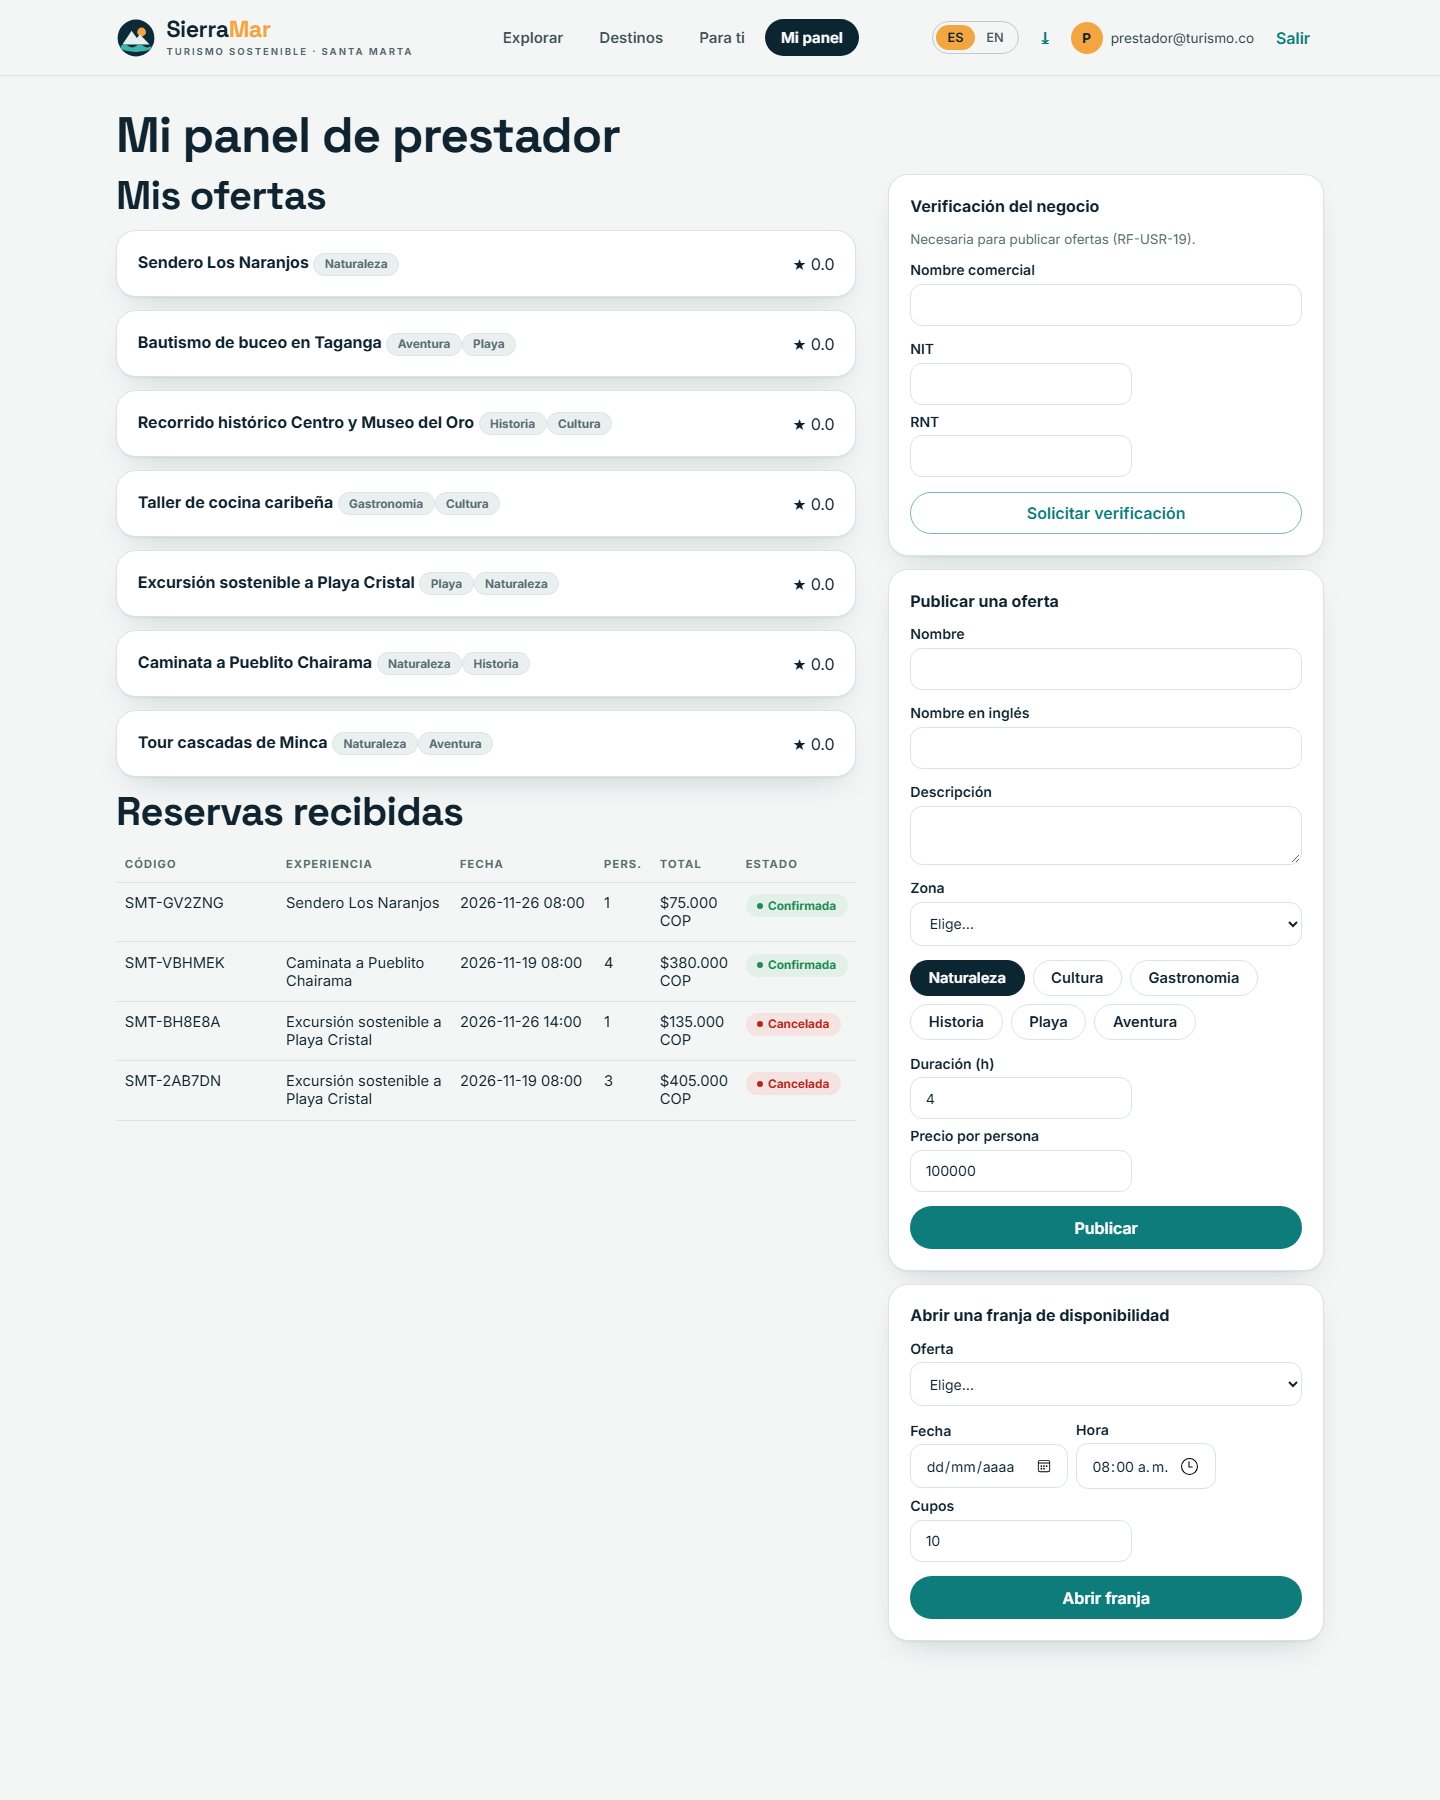 SierraMar
TURISMO SOSTENIBLE · SANTA MARTA
Explorar
Destinos
Para ti
Mi panel
ES
EN
P
prestador@turismo.co
Salir
Mi panel de prestador
Mis ofertas
Sendero Los Naranjos Naturaleza ★ 0.0
Bautismo de buceo en Taganga Aventura Playa ★ 0.0
Recorrido histórico Centro y Museo del Oro Historia Cultura ★ 0.0
Taller de cocina caribeña Gastronomia Cultura ★ 0.0
Excursión sostenible a Playa Cristal Playa Naturaleza ★ 0.0
Caminata a Pueblito Chairama Naturaleza Historia ★ 0.0
Tour cascadas de Minca Naturaleza Aventura ★ 0.0
Reservas recibidas
CÓDIGO EXPERIENCIA FECHA PERS. TOTAL ESTADO
SMT-GV2ZNG Sendero Los Naranjos 2026-11-26 08:00 1 $75.000 Confirmada
COP
SMT-VBHMEK Caminata a Pueblito 2026-11-19 08:00 4 $380.000 Confirmada
Chairama COP
SMT-BH8E8A Excursión sostenible a 2026-11-26 14:00 1 $135.000 Cancelada
Playa Cristal COP
SMT-2AB7DN Excursión sostenible a 2026-11-19 08:00 3 $405.000 Cancelada
Playa Cristal COP
Verificación del negocio
Necesaria para publicar ofertas (RF-USR-19).
Nombre comercial
NIT
RNT
Solicitar verificación
Publicar una oferta
Nombre
Nombre en inglés
Descripción
Zona
Elige...
Naturaleza Cultura Gastronomia
Historia Playa Aventura
Duración (h)
4
Precio por persona
100000
Publicar
Abrir una franja de disponibilidad
Oferta
Elige...
Fecha Hora
dd/mm/aaaa 08:00 a. m.
Cupos
10
Abrir franja